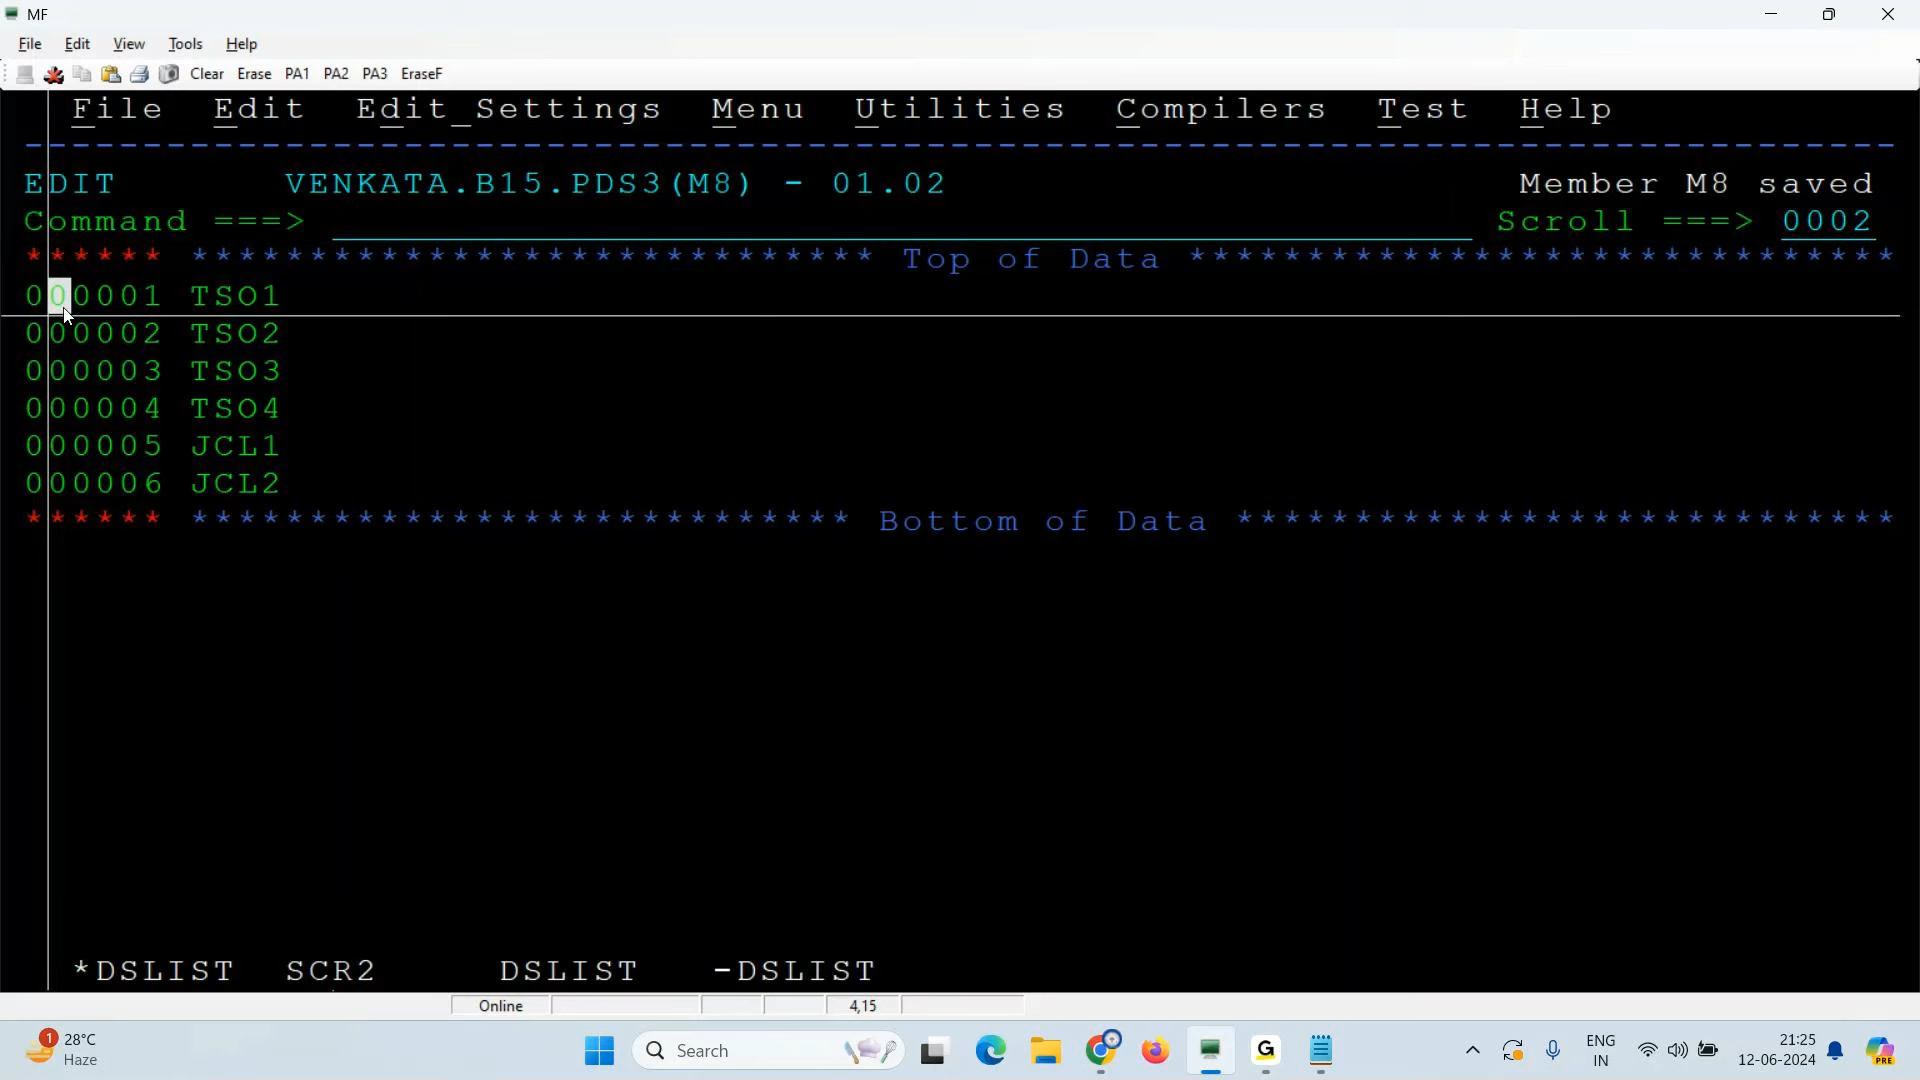 MF
File Edit View Tools Help
Clear Erase PA1 PA2 PA3 EraseF
File Edit Edit_Settings Menu Utilities Compilers Test Help
--------------------------------------------------------------------------------
EDIT VENKATA.B15.PDS3(M8) - 01.02 Member M8 saved
Command ===> Scroll ===> 0002
****** ***************************** Top of Data ******************************
000001 TSO1
000002 TSO2
000003 TSO3
000004 TSO4
000005 JCL1
000006 JCL2
****** **************************** Bottom of Data ****************************
*DSLIST SCR2 DSLIST -DSLIST
Online 4,15
1 28°C
Haze
Search
ENG
IN
21:25
12-06-2024
PRE